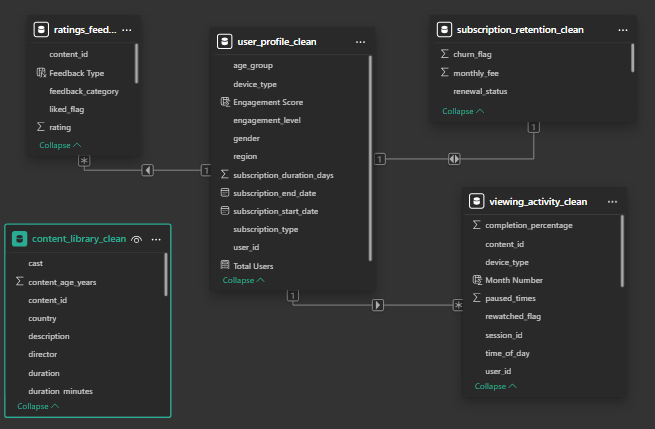 ratings_feed... ...
content_id
Feedback Type
feedback_category
liked_flag
∑ rating
Collapse
*
1
user_profile_clean ...
age_group
device_type
Engagement Score
engagement_level
gender
region
∑ subscription_duration_days
subscription_end_date
subscription_start_date
subscription_type
user_id
Total Users
Collapse
1
1
1
*
subscription_retention_clean ...
∑ churn_flag
∑ monthly_fee
renewal_status
Collapse
content_library_clean ...
cast
∑ content_age_years
content_id
country
description
director
duration
duration_minutes
Collapse
viewing_activity_clean ...
∑ completion_percentage
content_id
device_type
Month Number
∑ paused_times
rewatched_flag
session_id
time_of_day
user_id
Collapse